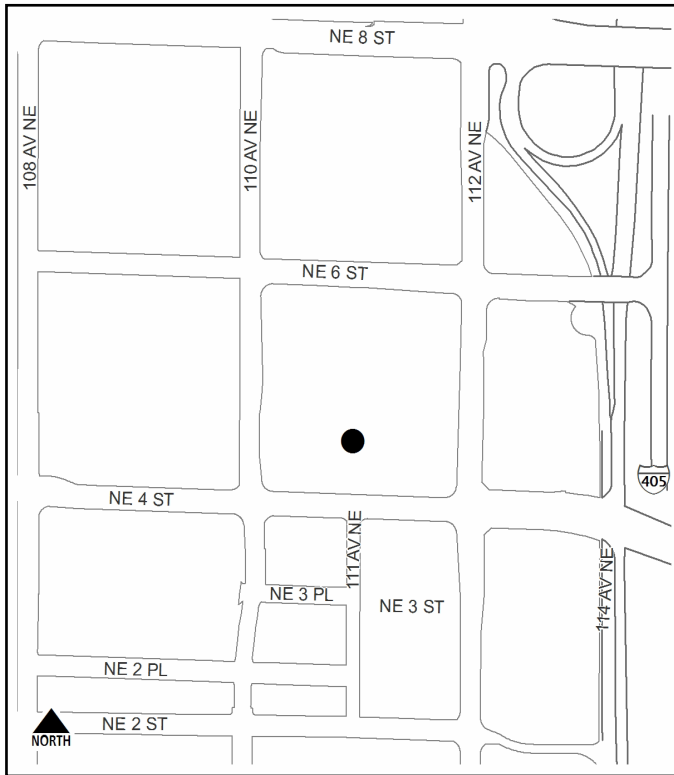 NE 8 ST
108 AV NE
110 AV NE
112 AV NE
NE 6 ST
405
NE 4 ST
111 AV NE
NE 3 PL
NE 3 ST
114 AV NE
NE 2 PL
NE 2 ST
NORTH